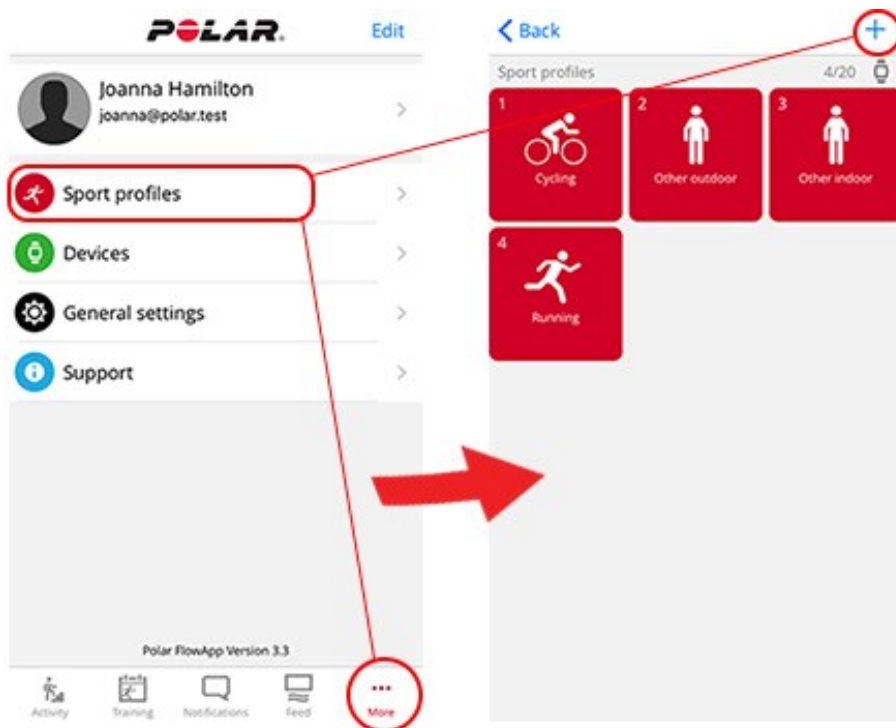 POLAR.
Edit
Joanna Hamilton
joanna@polar.test
Sport profiles
Devices
General settings
Support
Polar FlowApp Version 3.3
Activity
Training
Notifications
Feed
More
Back
Sport profiles
4/20
1
Cycling
2
Other outdoor
3
Other indoor
4
Running